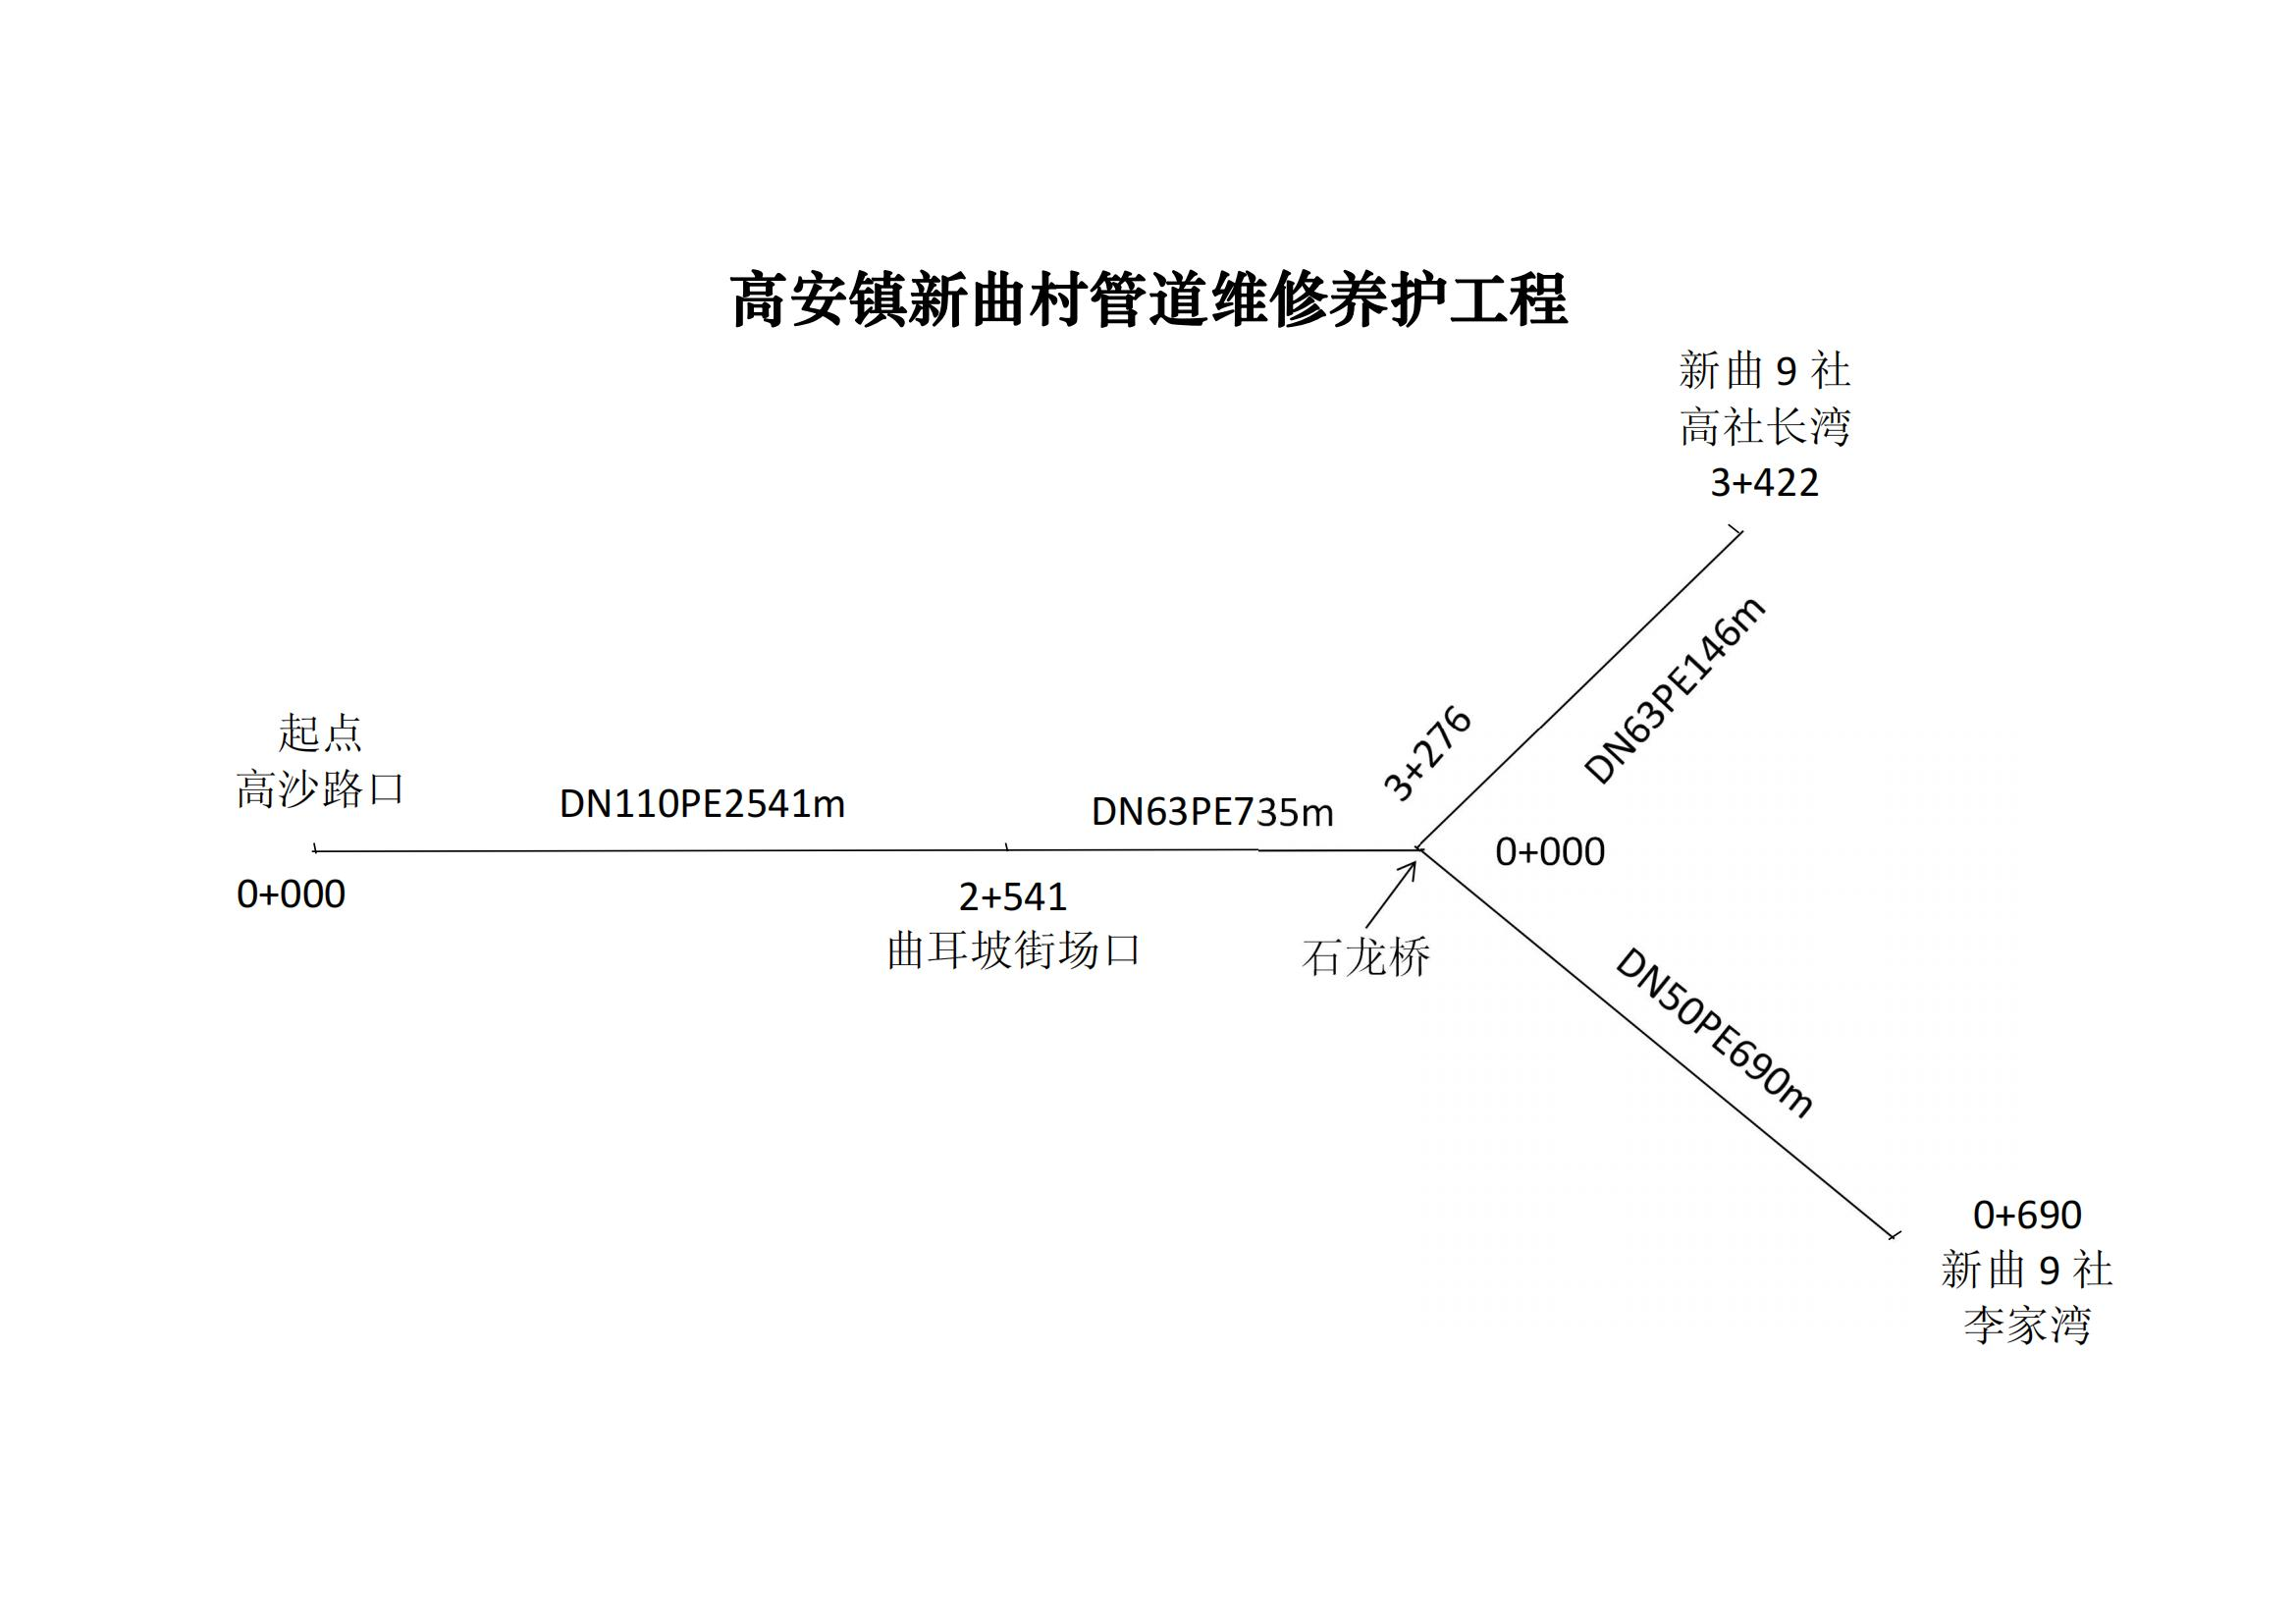 高安镇新曲村管道维修养护工程
新曲 9 社
高社长湾
3+422
DN63PE146m
3+276
起点
高沙路口
DN110PE2541m
DN63PE735m
0+000
0+000
2+541
曲耳坡街场口
石龙桥
DN50PE690m
0+690
新曲 9 社
李家湾